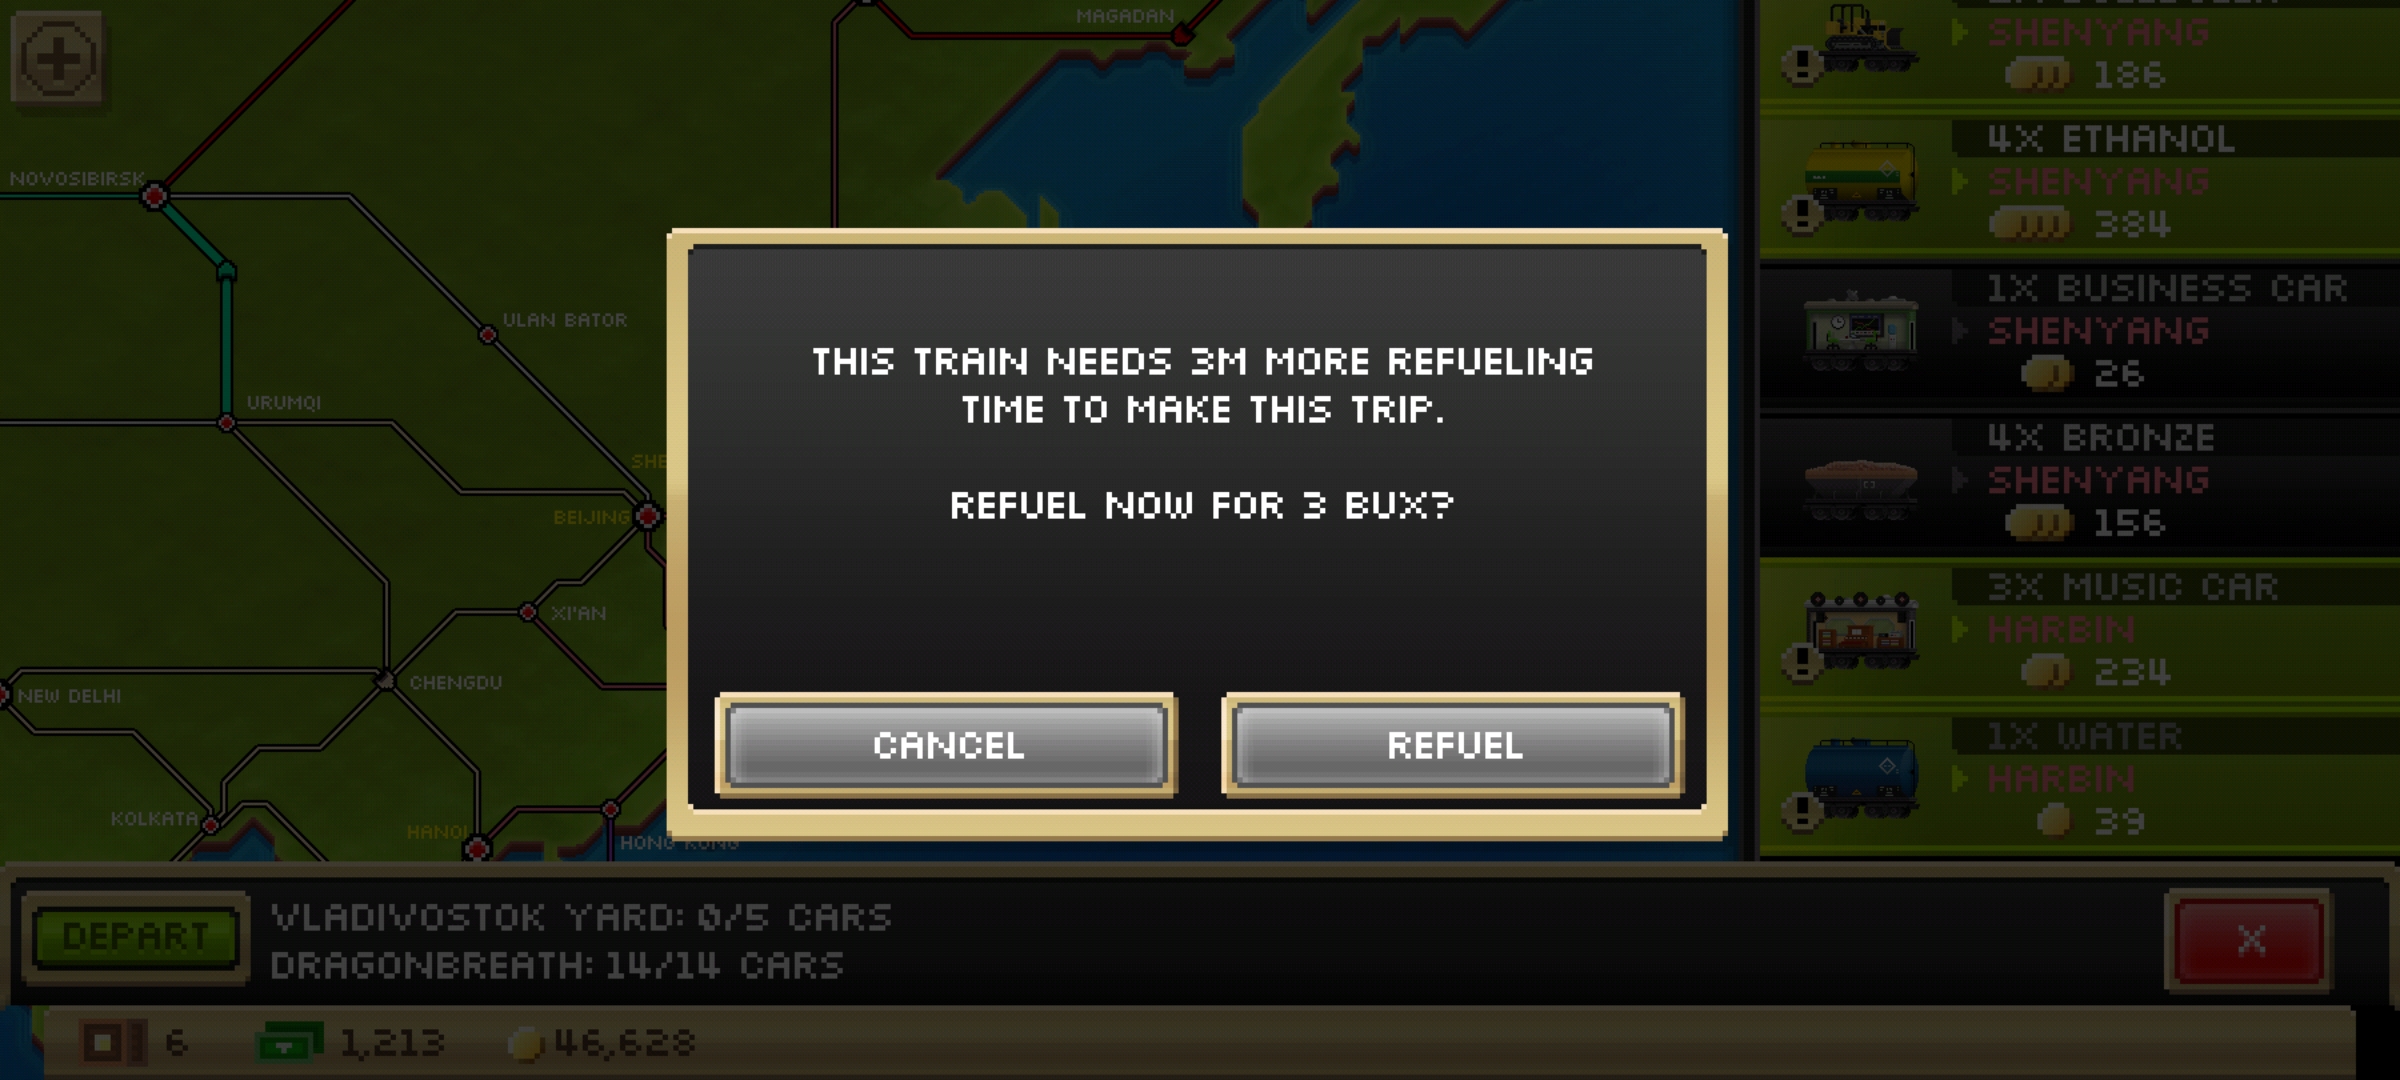 MAGADAN
NOVOSIBIRSK
ULAN BATOR
URUMQI
BEIJING
XI'AN
CHENGDU
NEW DELHI
KOLKATA
HANOI
HONG KONG
THIS TRAIN NEEDS 3M MORE REFUELING
TIME TO MAKE THIS TRIP.
REFUEL NOW FOR 3 BUX?
CANCEL
REFUEL
SHENYANG
186
4X ETHANOL
SHENYANG
384
1X BUSINESS CAR
SHENYANG
26
4X BRONZE
SHENYANG
156
3X MUSIC CAR
HARBIN
234
1X WATER
HARBIN
39
DEPART
VLADIVOSTOK YARD: 0/5 CARS
DRAGONBREATH: 14/14 CARS
X
6
1,213
46,628